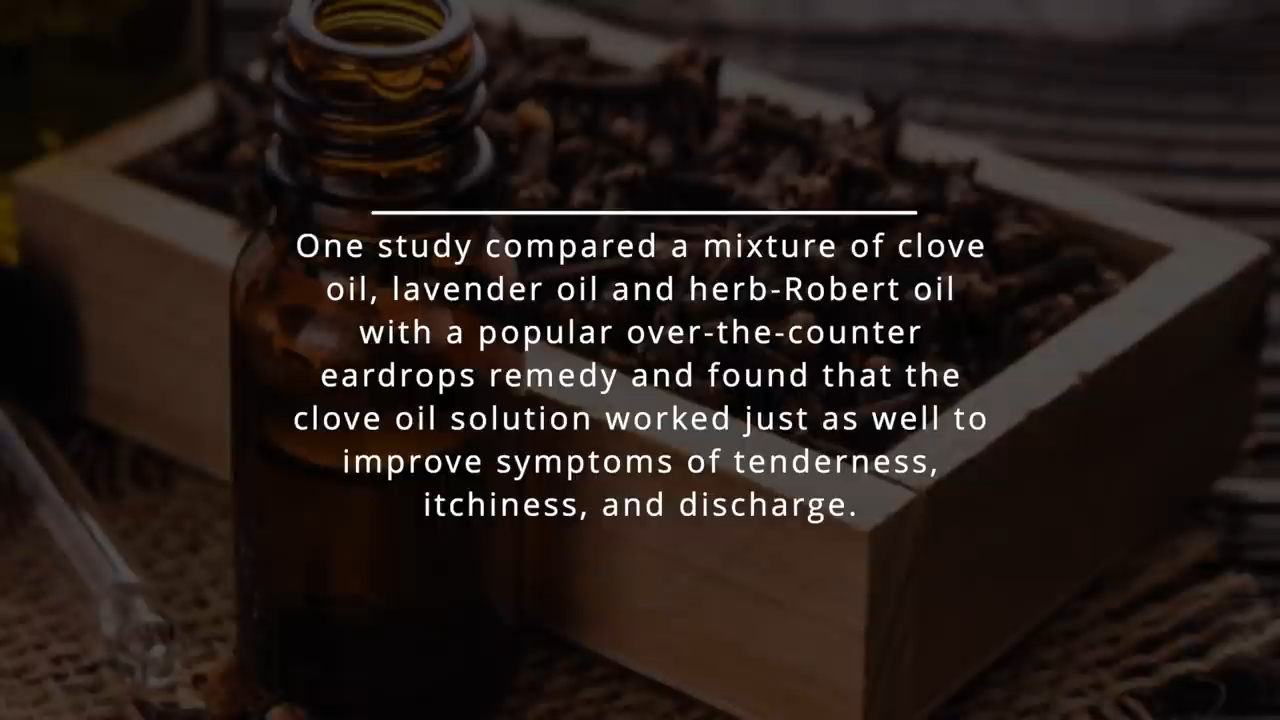 One study compared a mixture of clove
oil, lavender oil and herb-Robert oil
with a popular over-the-counter
eardrops remedy and found that the
clove oil solution worked just as well to
improve symptoms of tenderness,
itchiness, and discharge.